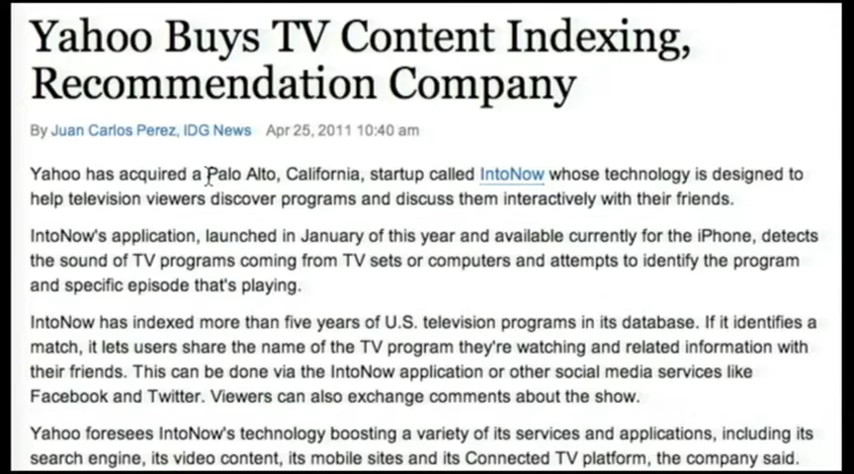 Yahoo Buys TV Content Indexing,
Recommendation Company
By Juan Carlos Perez, IDG News Apr 25, 2011 10:40 am
Yahoo has acquired a Palo Alto, California, startup called IntoNow whose technology is designed to
help television viewers discover programs and discuss them interactively with their friends.
IntoNow's application, launched in January of this year and available currently for the iPhone, detects
the sound of TV programs coming from TV sets or computers and attempts to identify the program
and specific episode that's playing.
IntoNow has indexed more than five years of U.S. television programs in its database. If it identifies a
match, it lets users share the name of the TV program they're watching and related information with
their friends. This can be done via the IntoNow application or other social media services like
Facebook and Twitter. Viewers can also exchange comments about the show.
Yahoo foresees IntoNow's technology boosting a variety of its services and applications, including its
search engine, its video content, its mobile sites and its Connected TV platform, the company said.